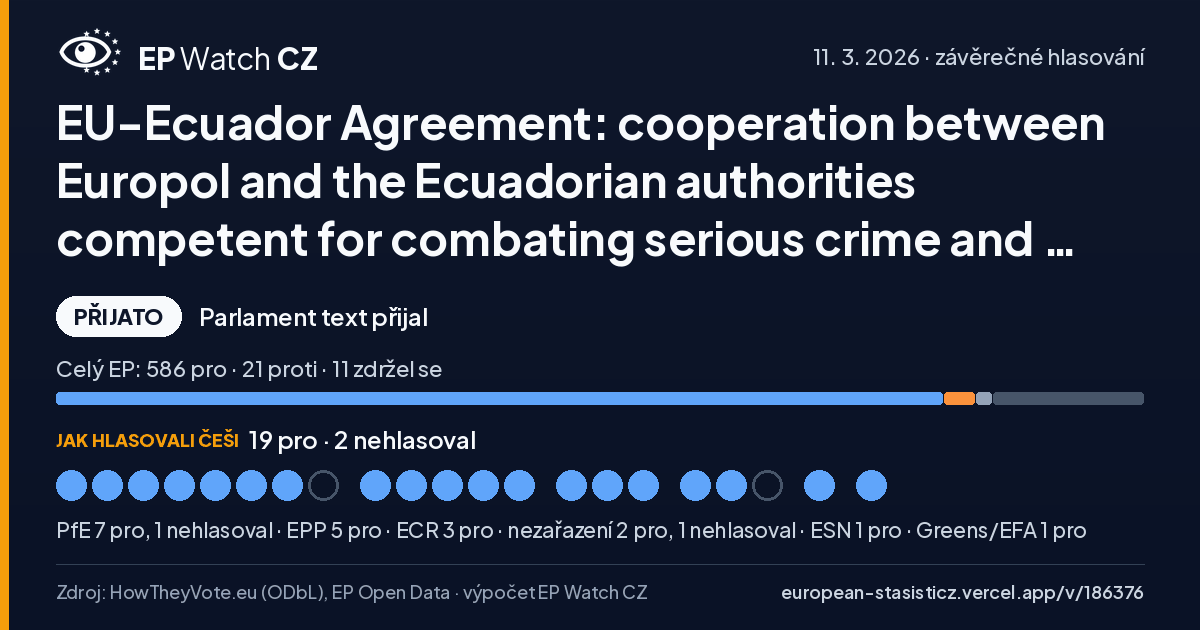 EP Watch CZ
11. 3. 2026 · závěrečné hlasování
EU–Ecuador Agreement: cooperation between
Europol and the Ecuadorian authorities
competent for combating serious crime and …
PŘIJATO Parlament text přijal
Celý EP: 586 pro · 21 proti · 11 zdržel se
JAK HLASOVALI ČEŠI 19 pro · 2 nehlasoval
PfE 7 pro, 1 nehlasoval · EPP 5 pro · ECR 3 pro · nezařazení 2 pro, 1 nehlasoval · ESN 1 pro · Greens/EFA 1 pro
Zdroj: HowTheyVote.eu (ODbL), EP Open Data · výpočet EP Watch CZ
european-stasisticz.vercel.app/v/186376